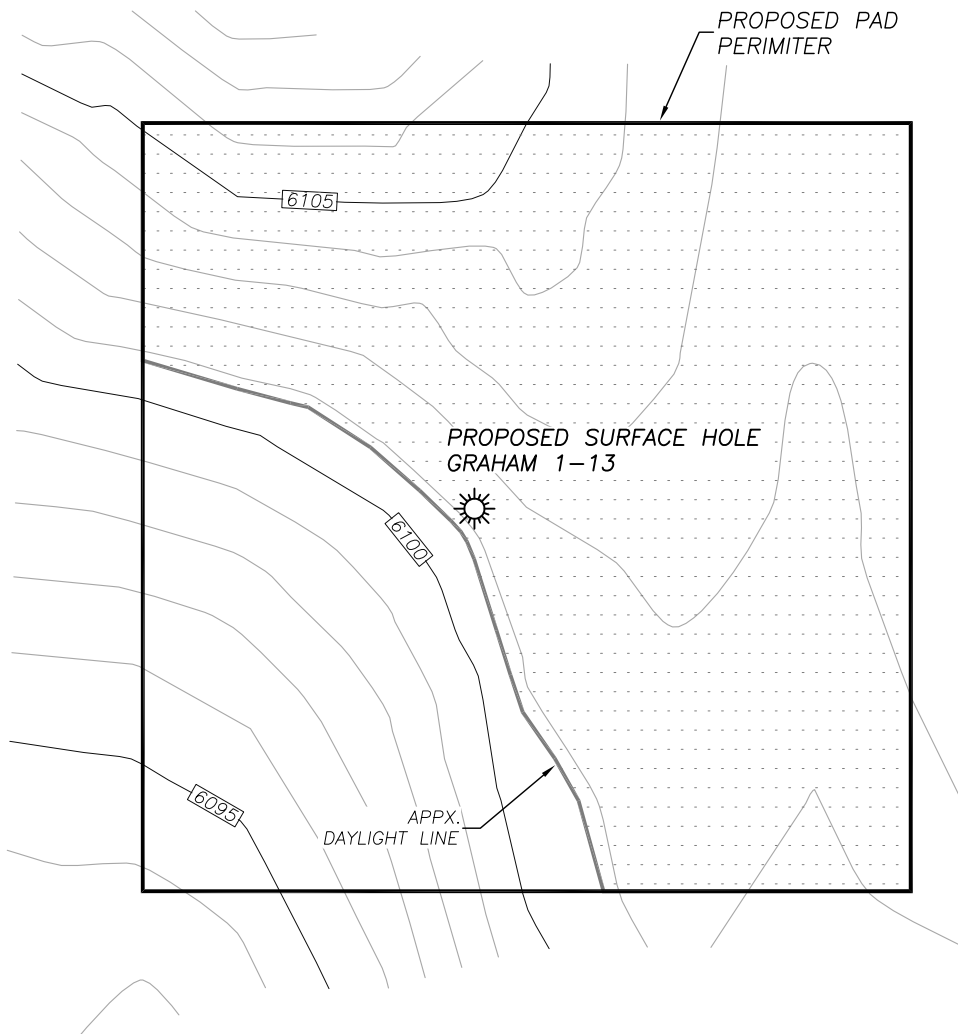 PROPOSED PAD
PERIMITER
6105
PROPOSED SURFACE HOLE
GRAHAM 1-13
6100
6095
APPX.
DAYLIGHT LINE